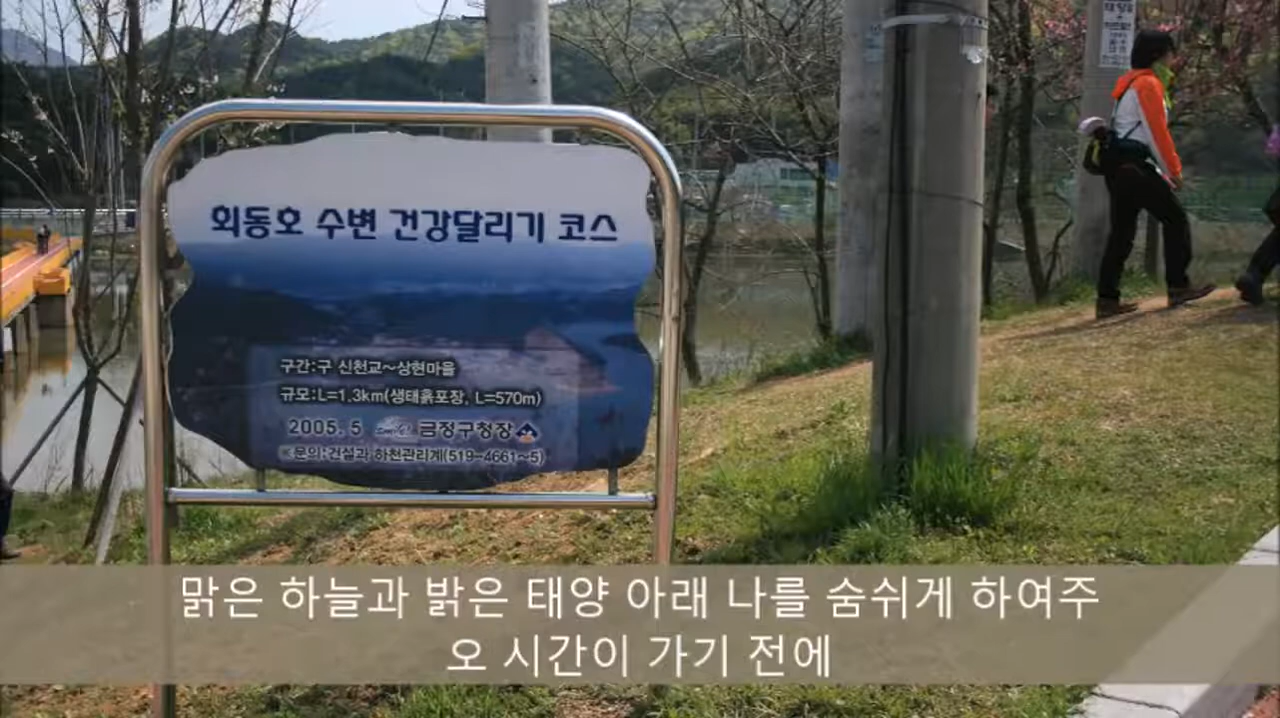 회동호 수변 건강달리기 코스
구간:구 신천교~상현마을
규모:L=1.3km(생태흙포장, L=570m)
2005. 5 금정구청장
※문의:건설과 하천관리계(519-4661~5)
맑은 하늘과 밝은 태양 아래 나를 숨쉬게 하여주
오 시간이 가기 전에